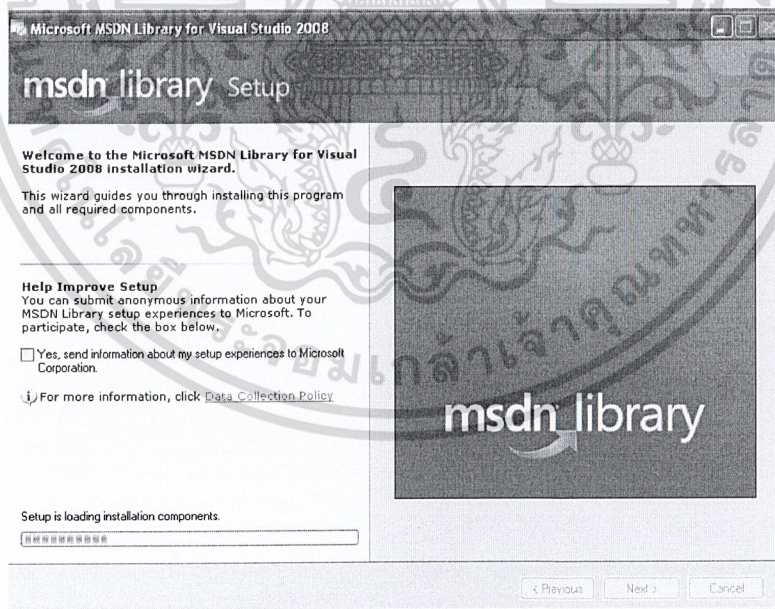 Microsoft MSDN Library for Visual Studio 2008
msdn library Setup
Welcome to the Microsoft MSDN Library for Visual
Studio 2008 installation wizard.
This wizard guides you through installing this program
and all required components.
Help Improve Setup
You can submit anonymous information about your
MSDN Library setup experiences to Microsoft. To
participate, check the box below.
Yes, send information about my setup experiences to Microsoft
Corporation.
For more information, click Data Collection Policy
msdn library
Setup is loading installation components.
< Previous
Next >
Cancel